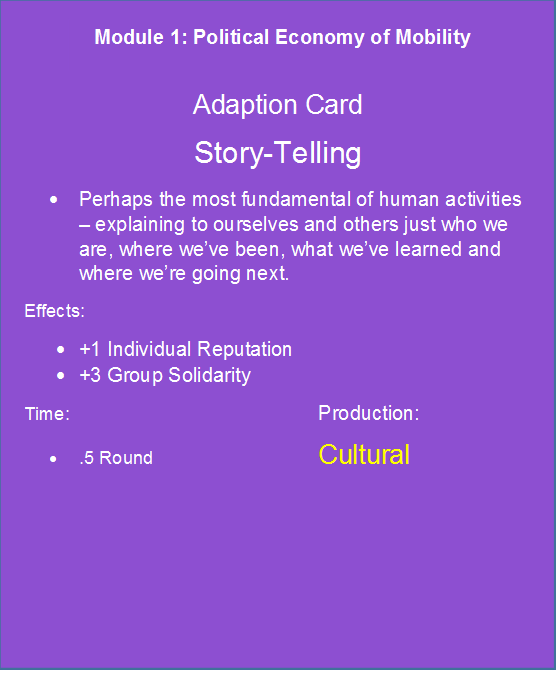 Module 1: Political Economy of Mobility
Adaption Card
Story-Telling
• Perhaps the most fundamental of human activities
– explaining to ourselves and others just who we
are, where we’ve been, what we’ve learned and
where we’re going next.
Effects:
• +1 Individual Reputation
• +3 Group Solidarity
Time:
• .5 Round
Production:
Cultural